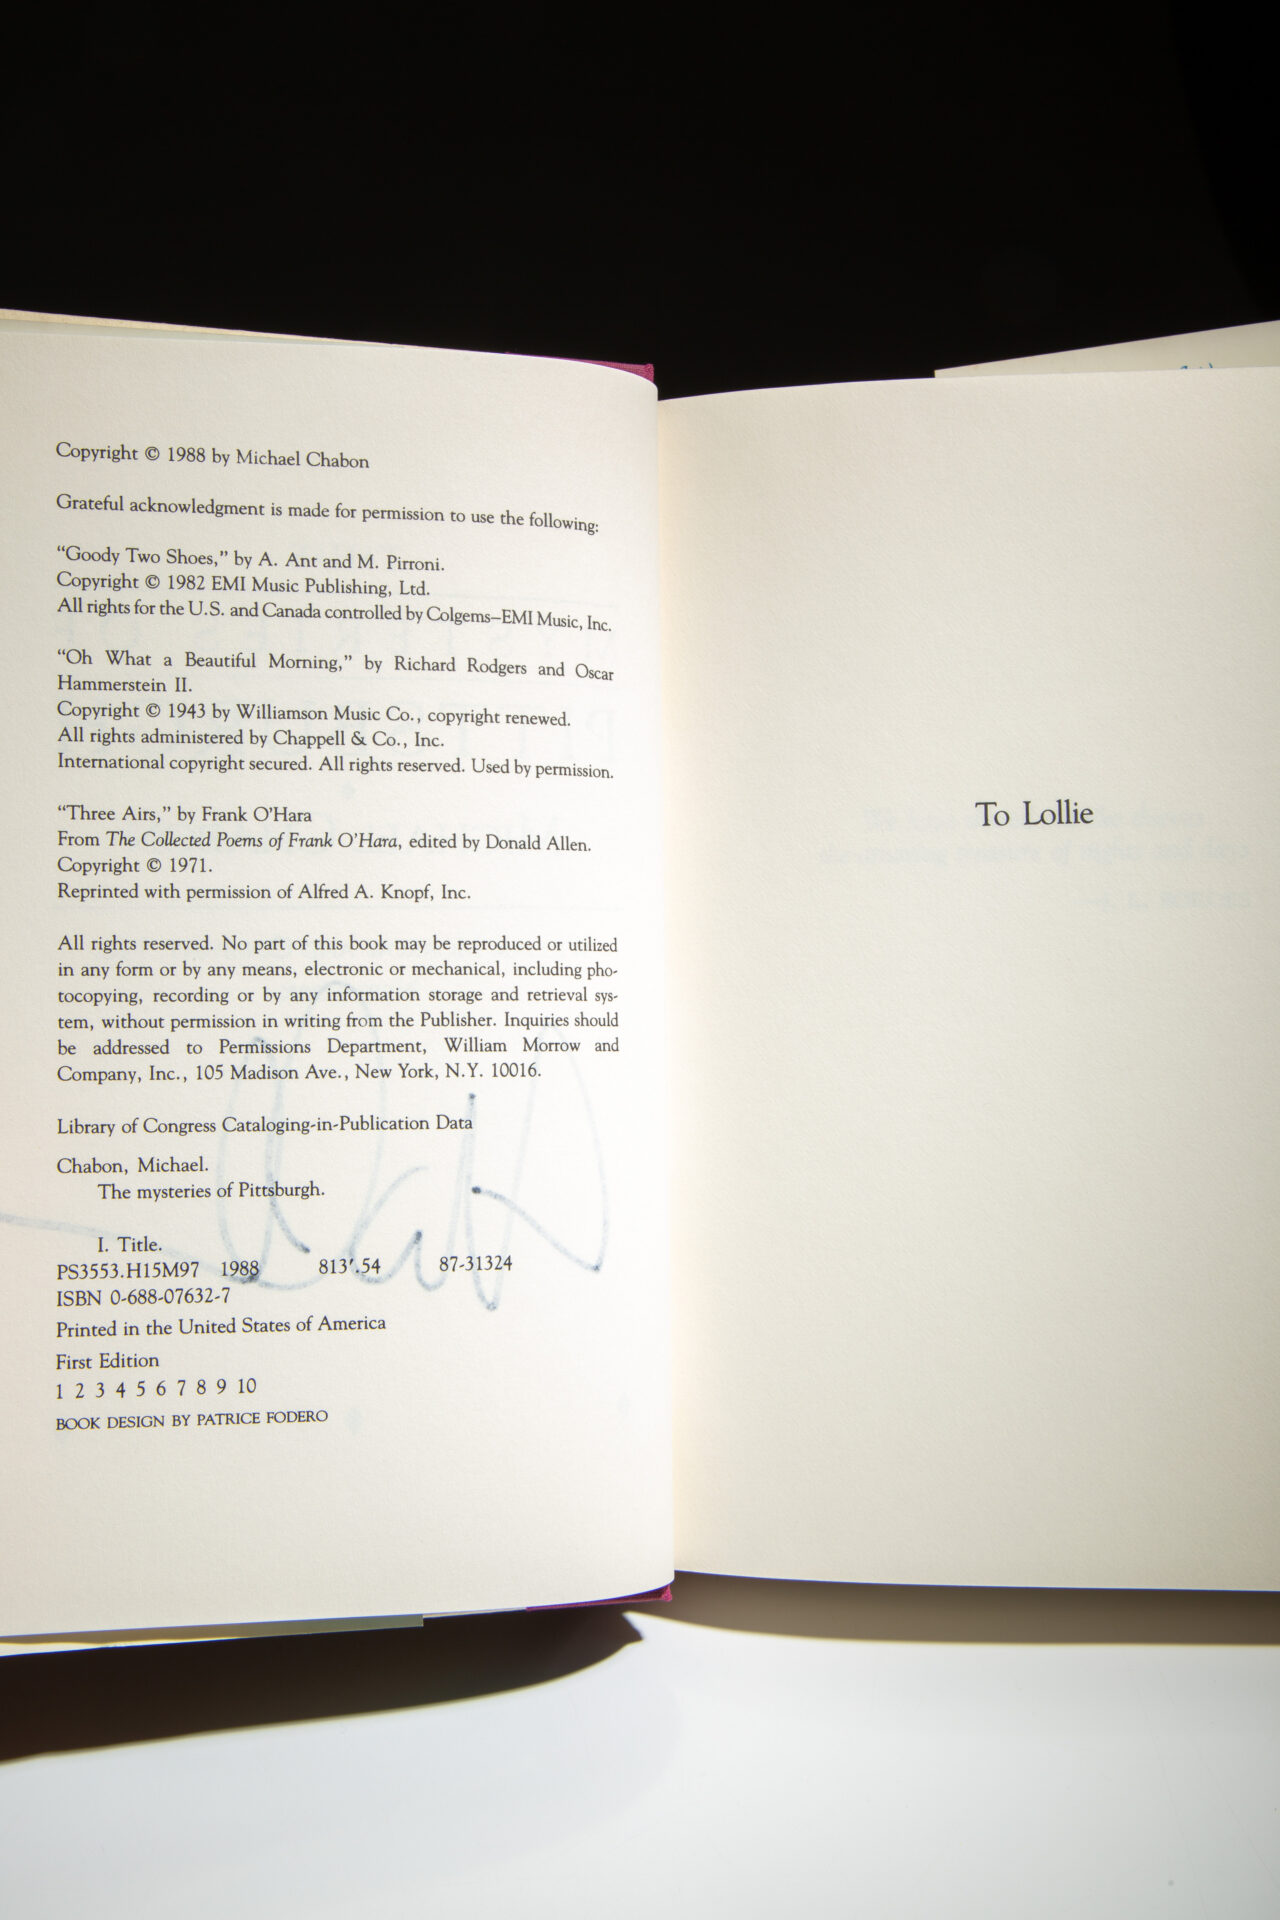 Copyright © 1988 by Michael Chabon
Grateful acknowledgment is made for permission to use the following:
“Goody Two Shoes,” by A. Ant and M. Pirroni.
Copyright © 1982 EMI Music Publishing, Ltd.
All rights for the U.S. and Canada controlled by Colgems–EMI Music, Inc.
“Oh What a Beautiful Morning,” by Richard Rodgers and Oscar
Hammerstein II.
Copyright © 1943 by Williamson Music Co., copyright renewed.
All rights administered by Chappell & Co., Inc.
International copyright secured. All rights reserved. Used by permission.
“Three Airs,” by Frank O’Hara
From The Collected Poems of Frank O’Hara, edited by Donald Allen.
Copyright © 1971.
Reprinted with permission of Alfred A. Knopf, Inc.
All rights reserved. No part of this book may be reproduced or utilized
in any form or by any means, electronic or mechanical, including pho-
tocopying, recording or by any information storage and retrieval sys-
tem, without permission in writing from the Publisher. Inquiries should
be addressed to Permissions Department, William Morrow and
Company, Inc., 105 Madison Ave., New York, N.Y. 10016.
Library of Congress Cataloging-in-Publication Data
Chabon, Michael.
The mysteries of Pittsburgh.
I. Title.
PS3553.H15M97 1988 813′.54 87-31324
ISBN 0-688-07632-7
Printed in the United States of America
First Edition
1 2 3 4 5 6 7 8 9 10
BOOK DESIGN BY PATRICE FODERO
To Lollie